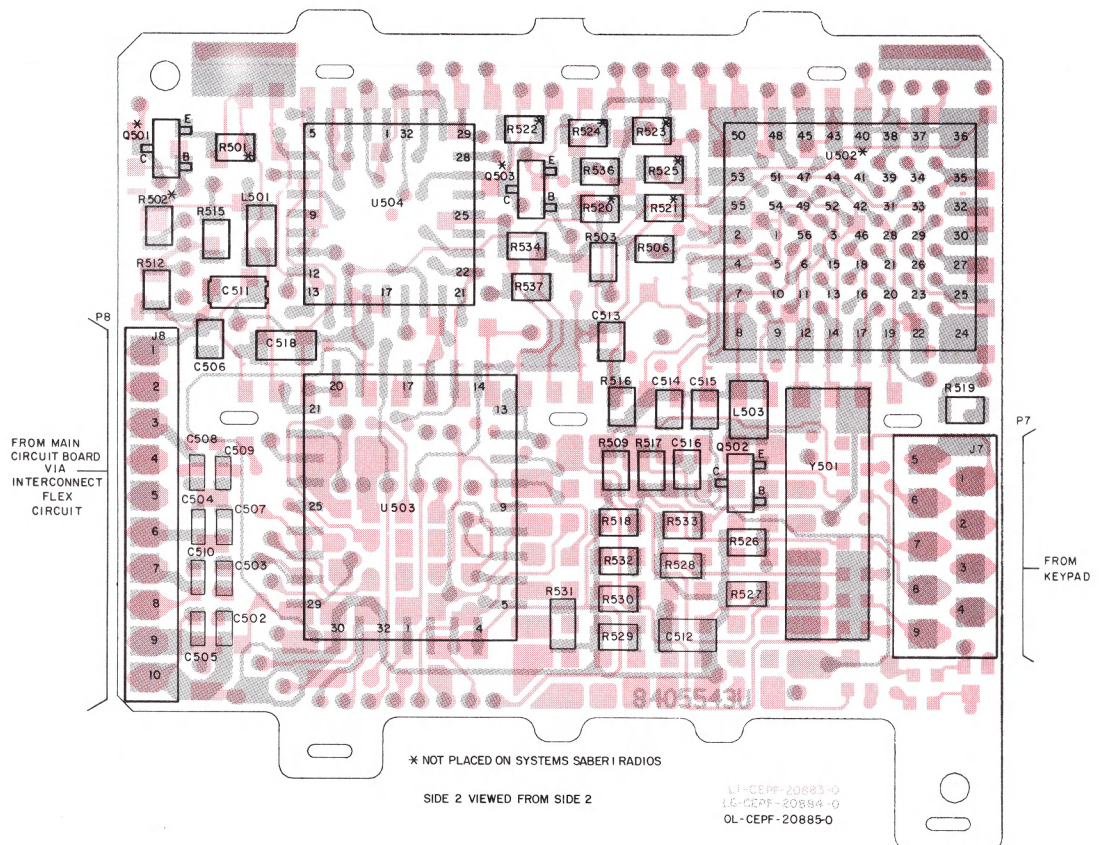 * Q501
E
C
B
R501 *
5 1 32 29
28
U504
9 25
12 22
13 17 21
R522 *
R524 *
R523 *
* Q503
E
C
B
R536
R525 *
R520 *
R521 *
R534
R503
R506
R537
50 48 45 43 40 38 37 36
U502 *
53 51 47 44 41 39 34 35
55 54 49 52 42 31 33 32
2 1 56 3 46 28 29 30
4 5 6 15 18 21 26 27
7 10 11 13 16 20 23 25
8 9 12 14 17 19 22 24
R502 *
R515
L501
R512
C511
C513
P8
J8
C506
C518
1
2
3
4
5
6
7
8
9
10
FROM MAIN
CIRCUIT BOARD
VIA
INTERCONNECT
FLEX
CIRCUIT
20 17 14
21 13
U503
25 9
29 5
30 32 1 4
C508
C509
C504
C507
C510
C503
C502
C505
R516
C514
C515
L503
R519
R509
R517
C516
Q502
E
C
B
Y501
R518
R533
R526
R532
R528
R531
R530
R527
R529
C512
P7
J7
5
1
6
2
7
3
8
4
9
FROM
KEYPAD
8405543U
* NOT PLACED ON SYSTEMS SABER I RADIOS
SIDE 2 VIEWED FROM SIDE 2
LI-CEPF-20883-0
LG-CEPF-20884-0
OL-CEPF-20885-0